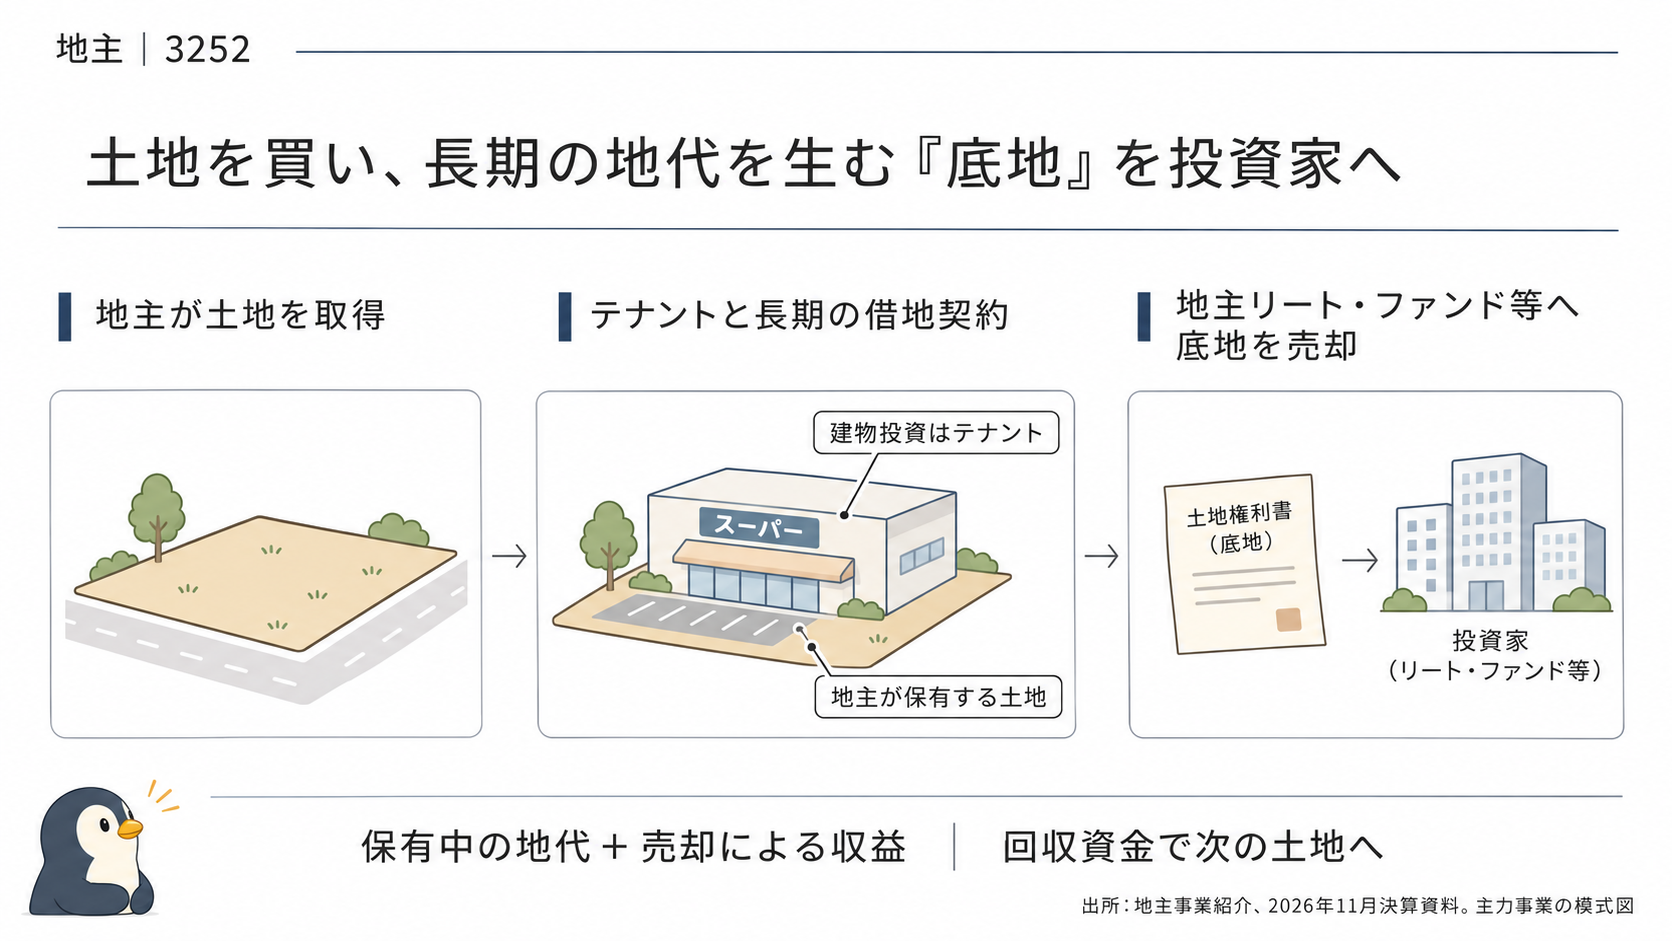 地主｜3252
土地を買い、長期の地代を生む『底地』を投資家へ
地主が土地を取得
テナントと長期の借地契約
地主リート・ファンド等へ
底地を売却
建物投資はテナント
スーパー
地主が保有する土地
土地権利書
（底地）
投資家
（リート・ファンド等）
保有中の地代＋売却による収益
回収資金で次の土地へ
出所：地主事業紹介、2026年11月決算資料。主力事業の模式図